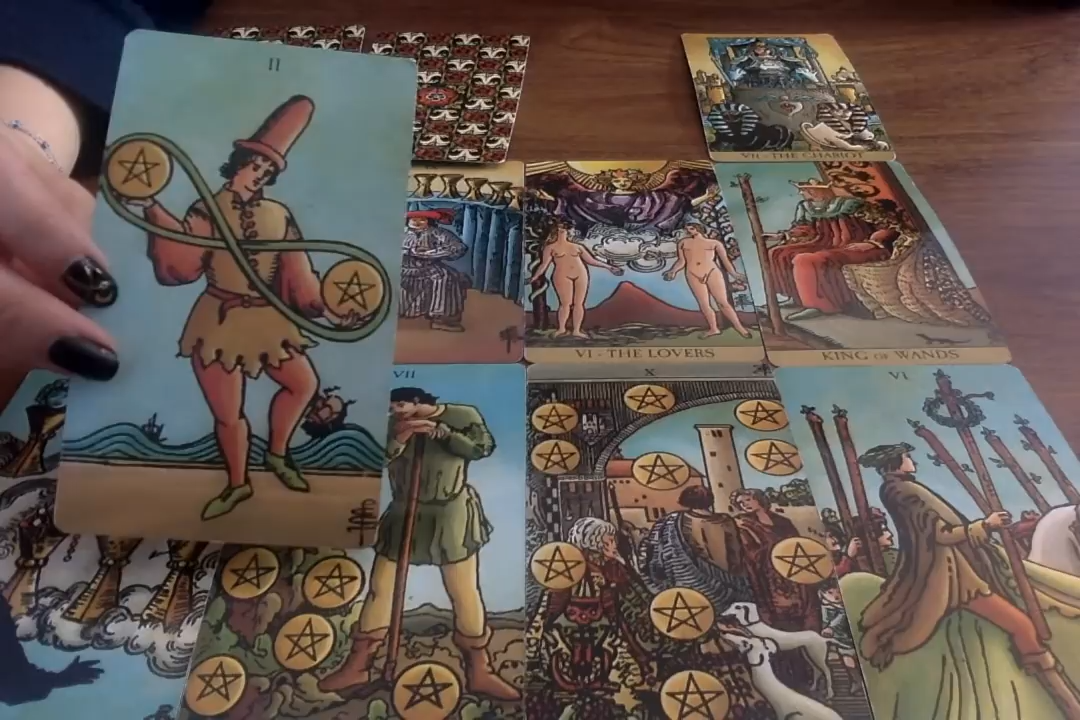 II
VII - THE CHARIOT
VI - THE LOVERS
KING OF WANDS
VII
X
VI